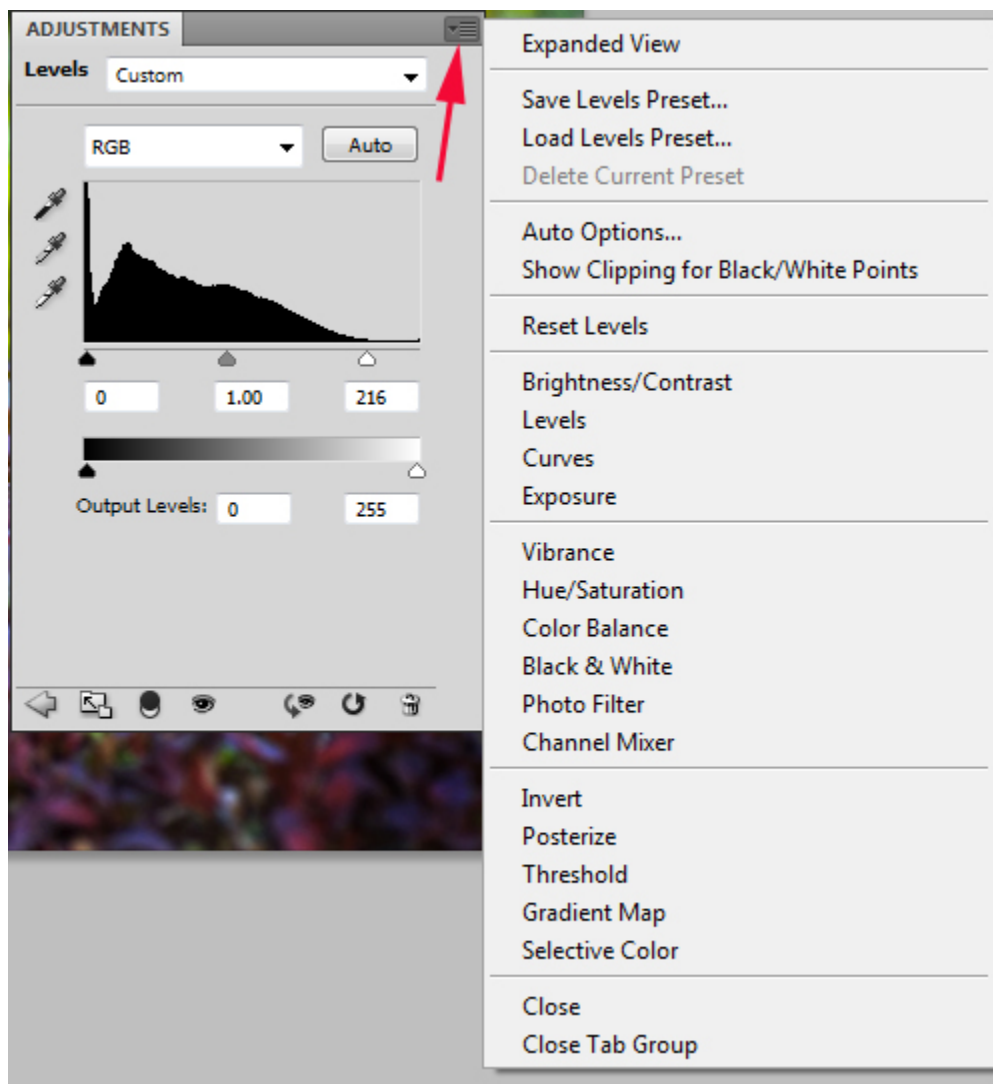 ADJUSTMENTS
Levels Custom
RGB Auto
0 1.00 216
Output Levels: 0 255
Expanded View
Save Levels Preset...
Load Levels Preset...
Delete Current Preset
Auto Options...
Show Clipping for Black/White Points
Reset Levels
Brightness/Contrast
Levels
Curves
Exposure
Vibrance
Hue/Saturation
Color Balance
Black & White
Photo Filter
Channel Mixer
Invert
Posterize
Threshold
Gradient Map
Selective Color
Close
Close Tab Group